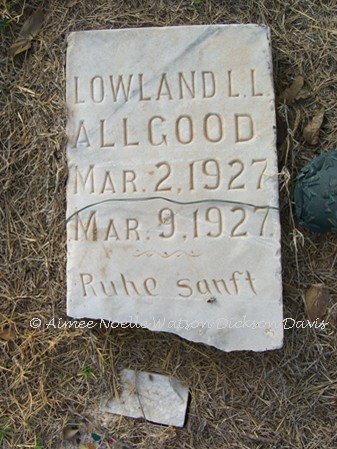 LOWLAND L.L.
ALLGOOD
MAR. 2, 1927
MAR. 9, 1927.
Ruhe sanft
© Aimee Noelle Watson Dickson Davis